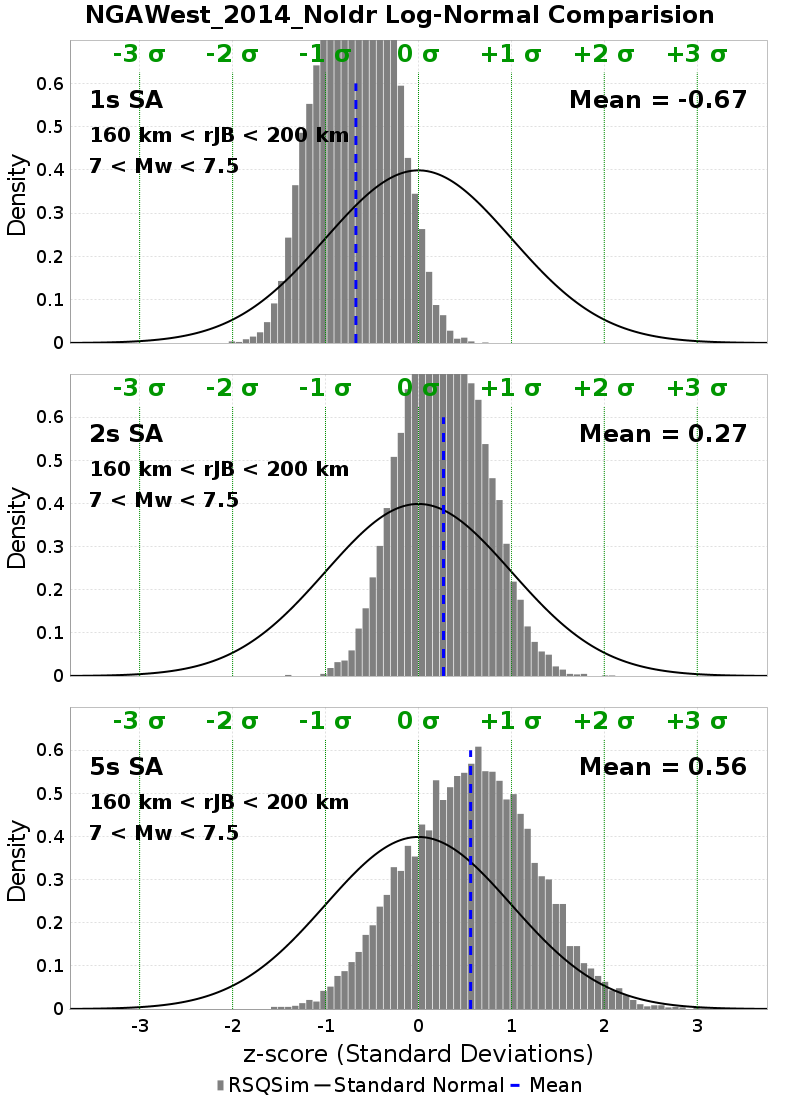 NGAWest_2014_NoIdr Log-Normal Comparision
-3 σ -2 σ -1 σ 0 σ +1 σ +2 σ +3 σ
1s SA
Mean = -0.67
160 km < rJB < 200 km
7 < Mw < 7.5
Density
0.6
0.5
0.4
0.3
0.2
0.1
0
-3 σ -2 σ -1 σ 0 σ +1 σ +2 σ +3 σ
2s SA
Mean = 0.27
160 km < rJB < 200 km
7 < Mw < 7.5
Density
0.6
0.5
0.4
0.3
0.2
0.1
0
-3 σ -2 σ -1 σ 0 σ +1 σ +2 σ +3 σ
5s SA
Mean = 0.56
160 km < rJB < 200 km
7 < Mw < 7.5
Density
0.6
0.5
0.4
0.3
0.2
0.1
0
-3 -2 -1 0 1 2 3
z-score (Standard Deviations)
RSQSim Standard Normal Mean